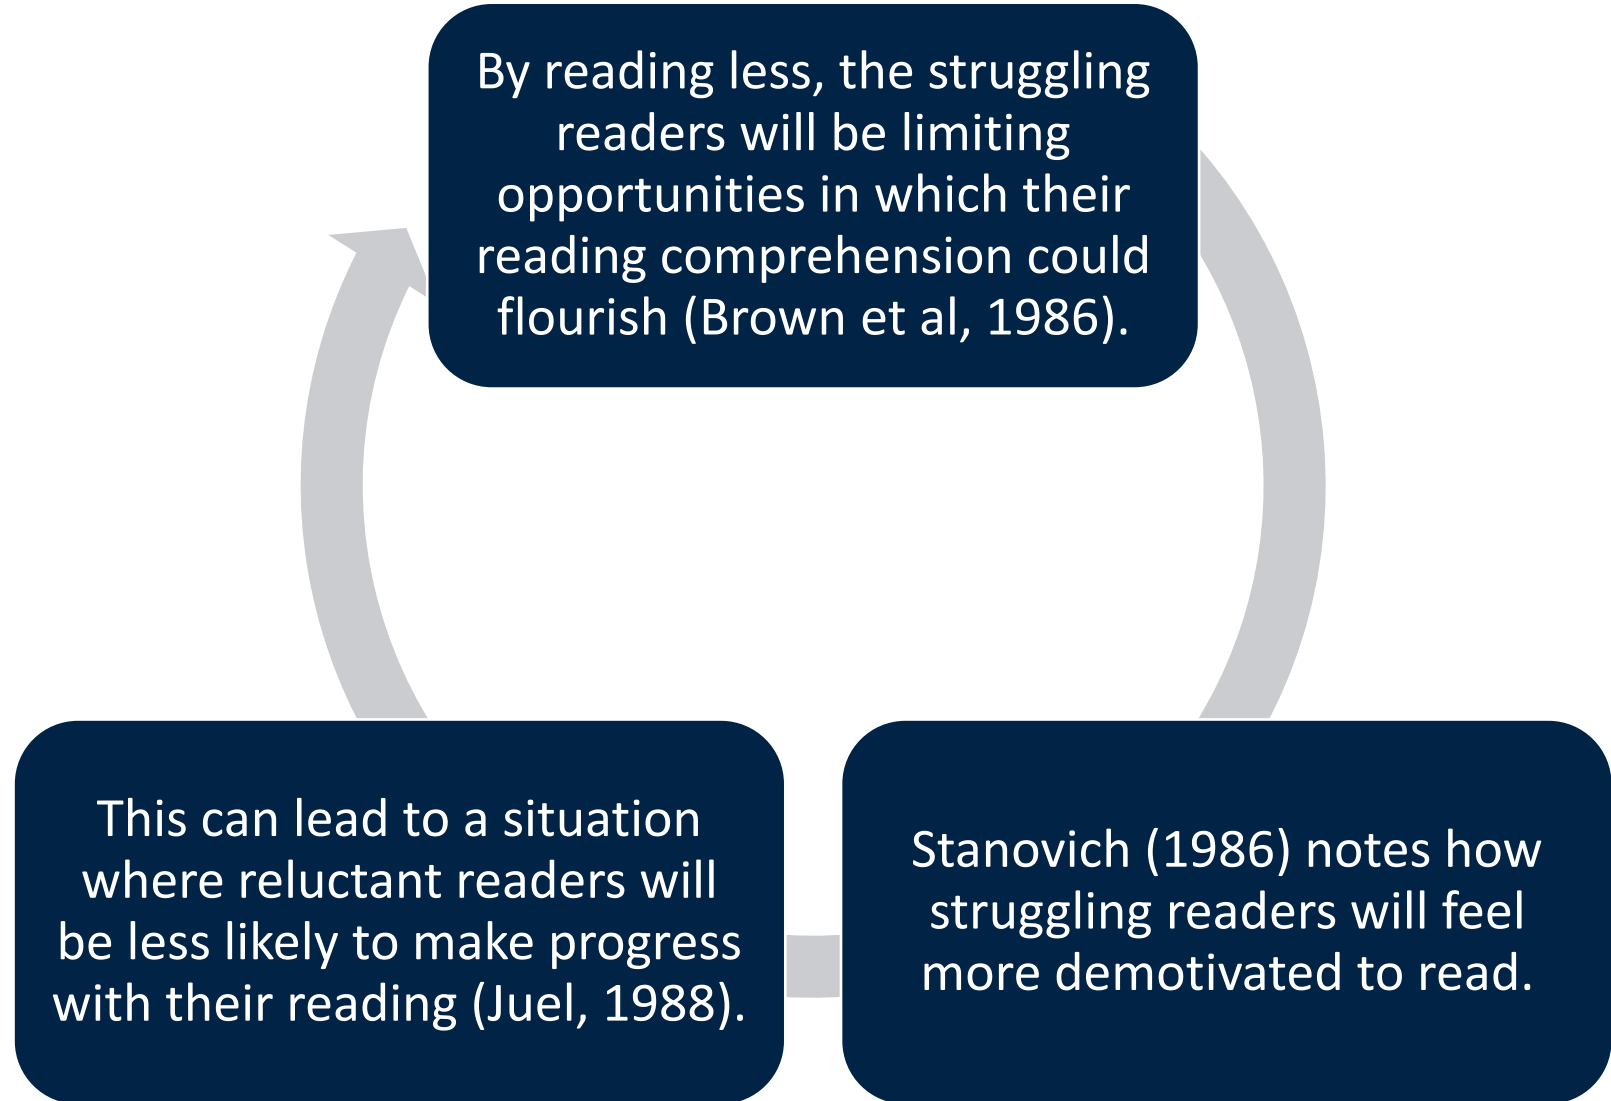 By reading less, the struggling
readers will be limiting
opportunities in which their
reading comprehension could
flourish (Brown et al, 1986).
Stanovich (1986) notes how
struggling readers will feel
more demotivated to read.
This can lead to a situation
where reluctant readers will
be less likely to make progress
with their reading (Juel, 1988).